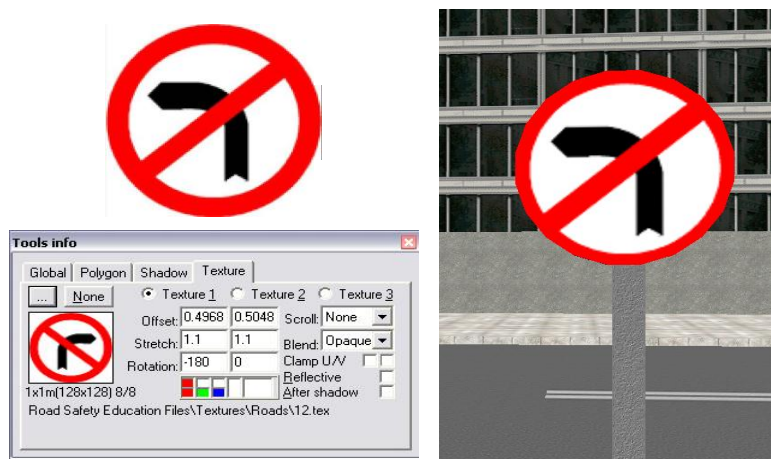 Tools info
Global Polygon Shadow Texture
... None Texture 1 Texture 2 Texture 3
Offset: 0.4968 0.5048 Scroll: None
Stretch: 1.1 1.1 Blend: Opaque
Rotation: -180 0 Clamp U/V
Reflective
After shadow
1x1m(128x128) 8/8
Road Safety Education Files\Textures\Roads\12.tex